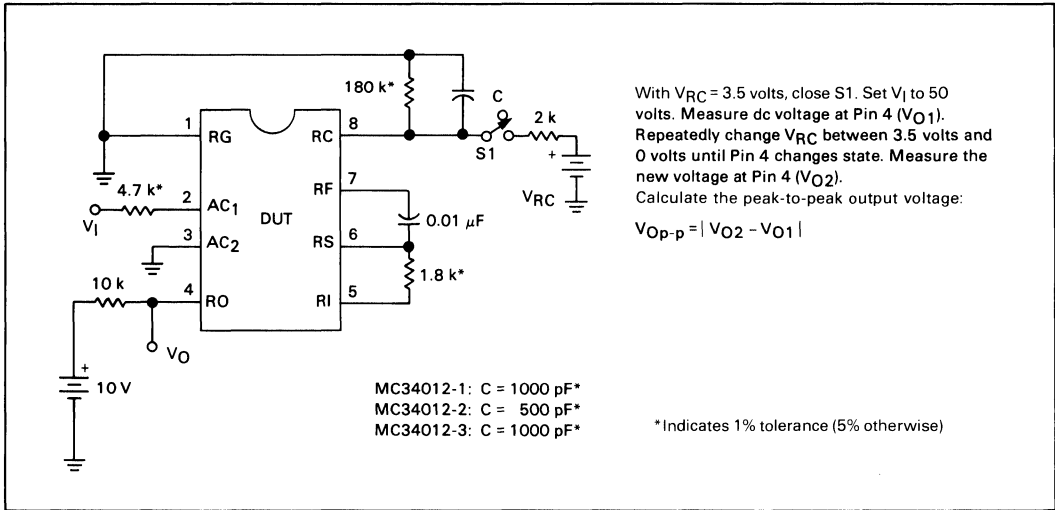 180 k*
C
1
RG
RC
8
2 k
S1
+
VRC
4.7 k*
2
VI
AC1
DUT
RF
7
0.01 μF
3
AC2
RS
6
1.8 k*
10 k
4
RO
RI
5
VO
+
10 V
With VRC = 3.5 volts, close S1. Set VI to 50
volts. Measure dc voltage at Pin 4 (VO1).
Repeatedly change VRC between 3.5 volts and
0 volts until Pin 4 changes state. Measure the
new voltage at Pin 4 (VO2).
Calculate the peak-to-peak output voltage:
VOp-p = | VO2 – VO1 |
MC34012-1: C = 1000 pF*
MC34012-2: C = 500 pF*
MC34012-3: C = 1000 pF*
*Indicates 1% tolerance (5% otherwise)